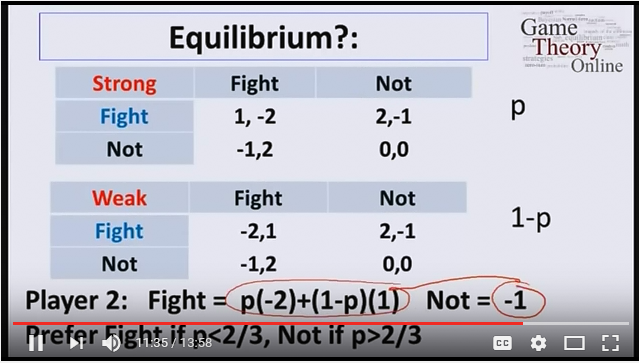 Equilibrium?:
Game
Theory
Online
Strong Fight Not
Fight 1, -2 2,-1
Not -1,2 0,0
p
Weak Fight Not
Fight -2,1 2,-1
Not -1,2 0,0
1-p
Player 2: Fight = p(-2)+(1-p)(1) Not = -1
Prefer Fight if p<2/3, Not if p>2/3
11:35 / 13:58
CC